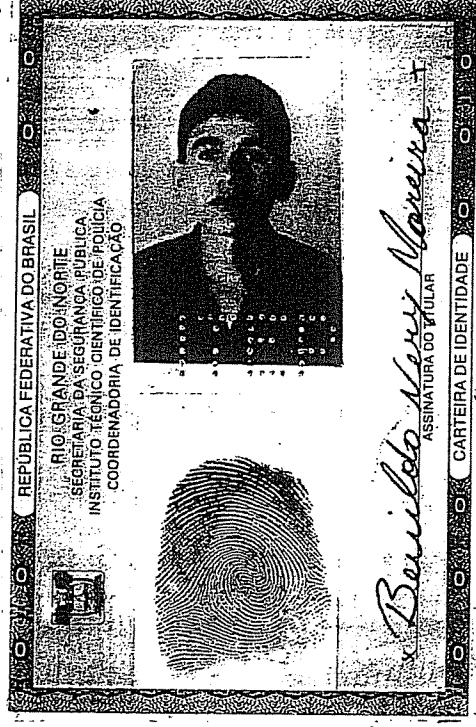 REPÚBLICA FEDERATIVA DO BRASIL
RIO GRANDE DO NORTE
SECRETARIA DA SEGURANÇA PÚBLICA
INSTITUTO TÉCNICO CIENTÍFICO DE POLÍCIA
COORDENADORIA DE IDENTIFICAÇÃO
Moreira
ASSINATURA DO TITULAR
CARTEIRA DE IDENTIDADE